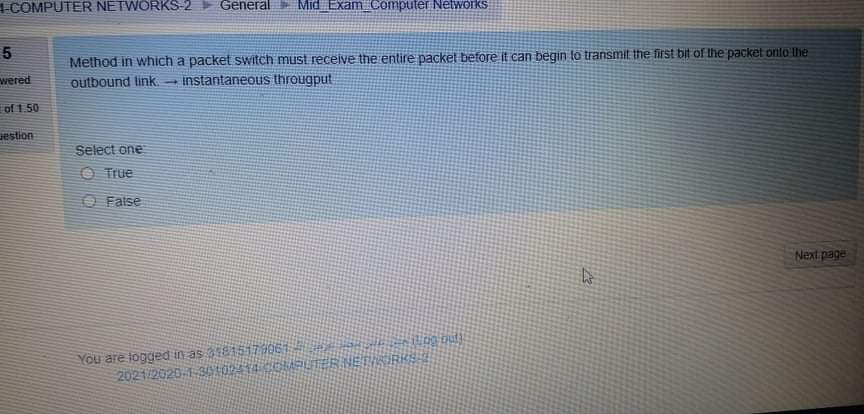 4-COMPUTER NETWORKS-2 ► General ► Mid_Exam_Computer Networks
5
wered
of 1.50
estion
Method in which a packet switch must receive the entire packet before it can begin to transmit the first bit of the packet onto the
outbound link. → instantaneous througput
Select one:
True
False
Next page
You are logged in as 31815179061 (Log out)
2021/2020-1-30102414-COMPUTER NETWORKS-2